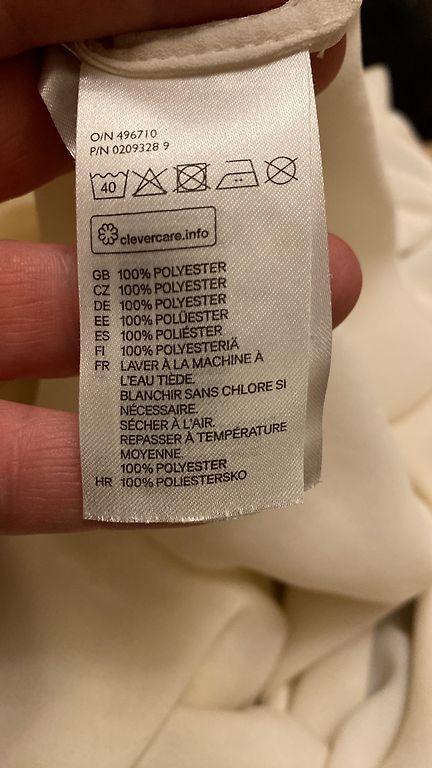 O/N 496710
P/N 0209328 9
40
clevercare.info
GB 100% POLYESTER
CZ 100% POLYESTER
DE 100% POLYESTER
EE 100% POLÜESTER
ES 100% POLIÉSTER
FI 100% POLYESTERIÄ
FR LAVER À LA MACHINE À
L'EAU TIÈDE.
BLANCHIR SANS CHLORE SI
NÉCESSAIRE.
SÉCHER À L'AIR.
REPASSER À TEMPÉRATURE
MOYENNE.
100% POLYESTER
HR 100% POLIESTERSKO